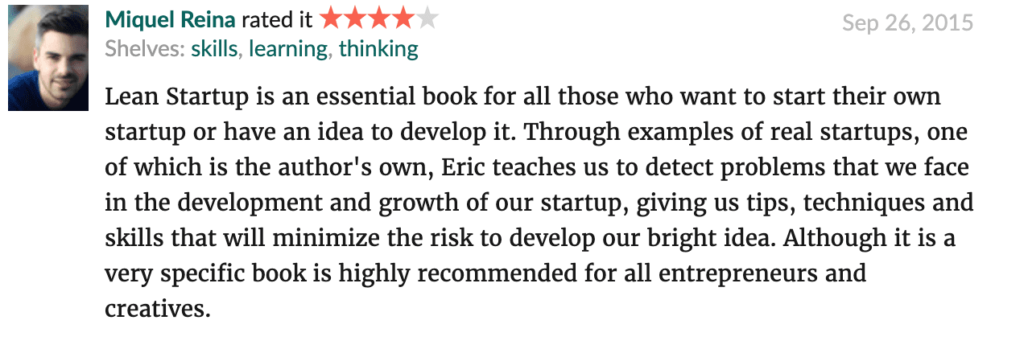 Miquel Reina rated it Sep 26, 2015
Shelves: skills, learning, thinking
Lean Startup is an essential book for all those who want to start their own
startup or have an idea to develop it. Through examples of real startups, one
of which is the author's own, Eric teaches us to detect problems that we face
in the development and growth of our startup, giving us tips, techniques and
skills that will minimize the risk to develop our bright idea. Although it is a
very specific book is highly recommended for all entrepreneurs and
creatives.